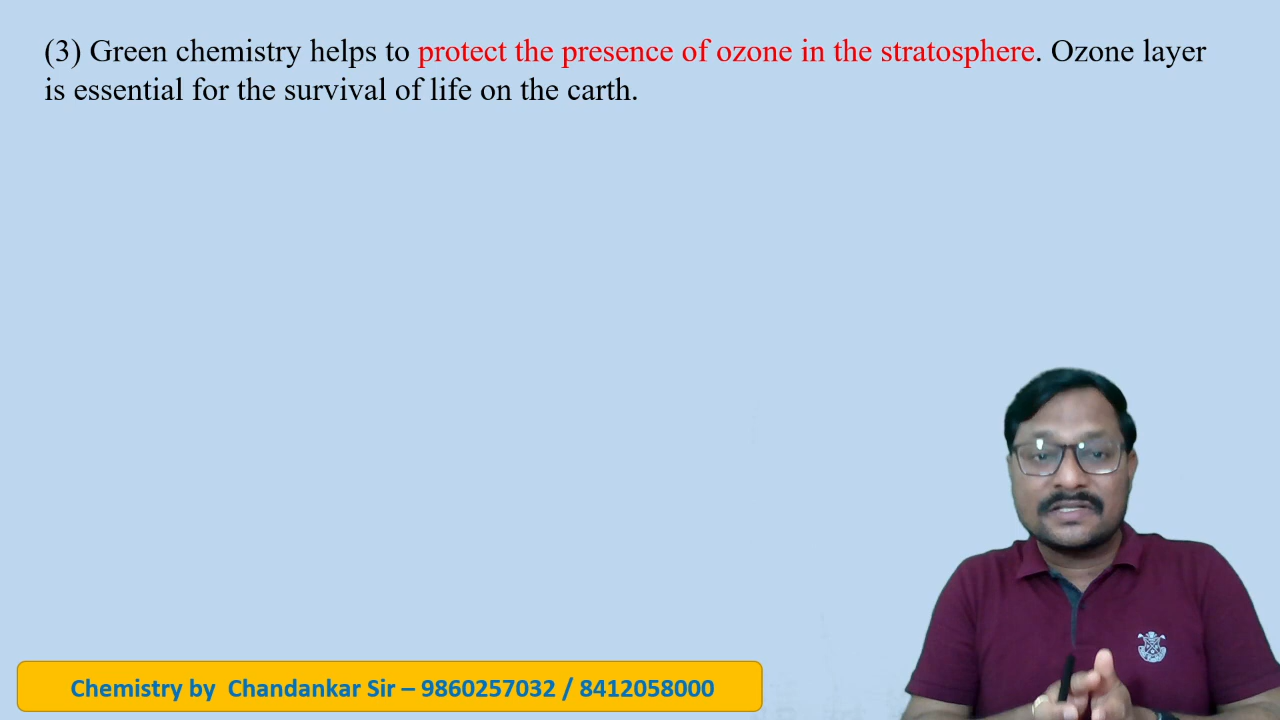 (3) Green chemistry helps to protect the presence of ozone in the stratosphere. Ozone layer
is essential for the survival of life on the carth.
Chemistry by Chandankar Sir – 9860257032 / 8412058000